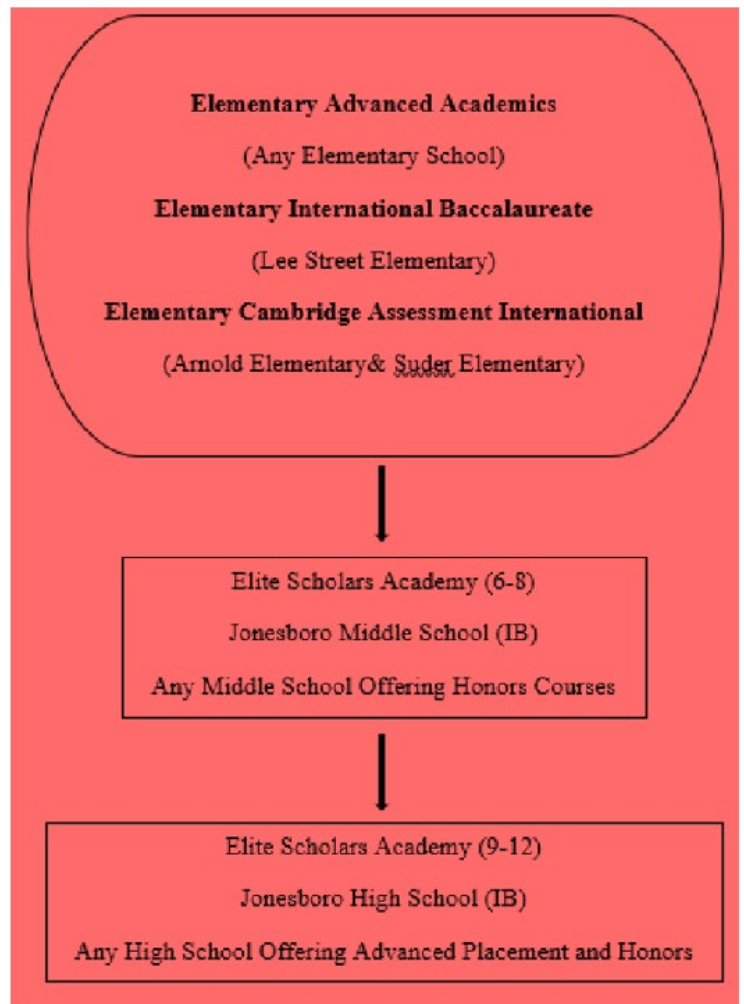 Elementary Advanced Academics
(Any Elementary School)
Elementary International Baccalaureate
(Lee Street Elementary)
Elementary Cambridge Assessment International
(Arnold Elementary& Suder Elementary)
Elite Scholars Academy (6-8)
Jonesboro Middle School (IB)
Any Middle School Offering Honors Courses
Elite Scholars Academy (9-12)
Jonesboro High School (IB)
Any High School Offering Advanced Placement and Honors